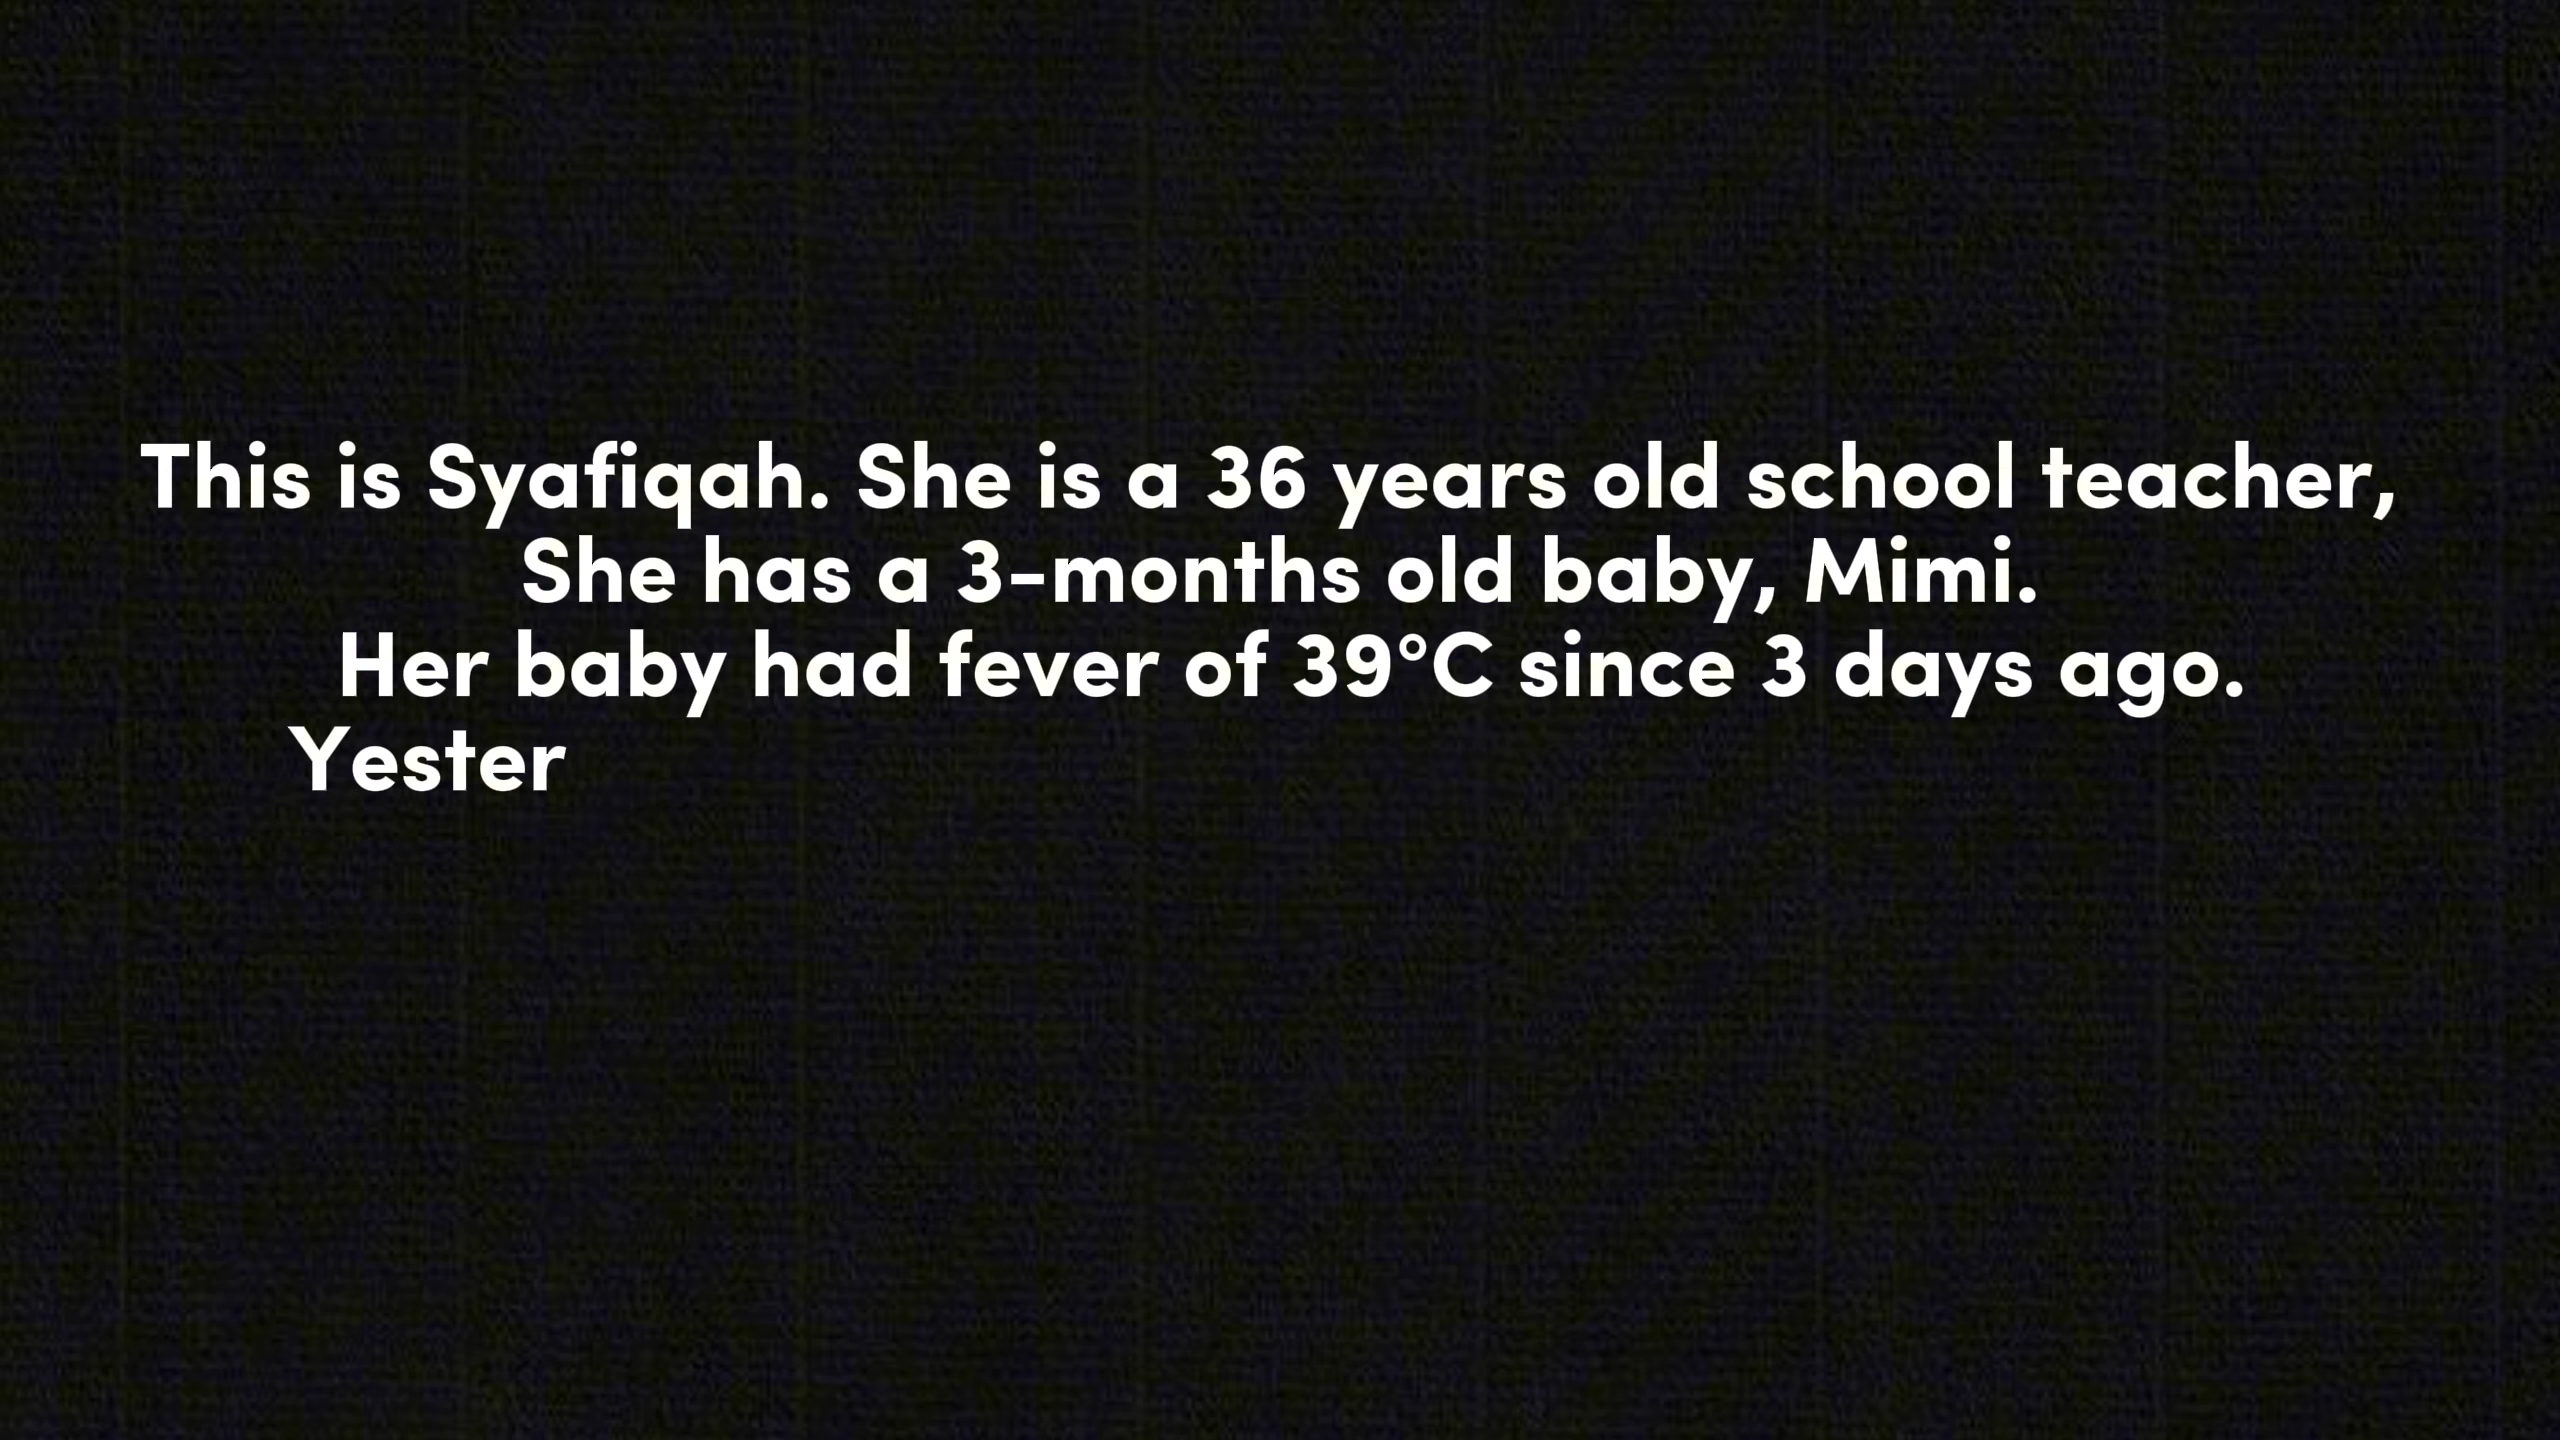 This is Syafiqah. She is a 36 years old school teacher,
She has a 3-months old baby, Mimi.
Her baby had fever of 39°C since 3 days ago.
Yester